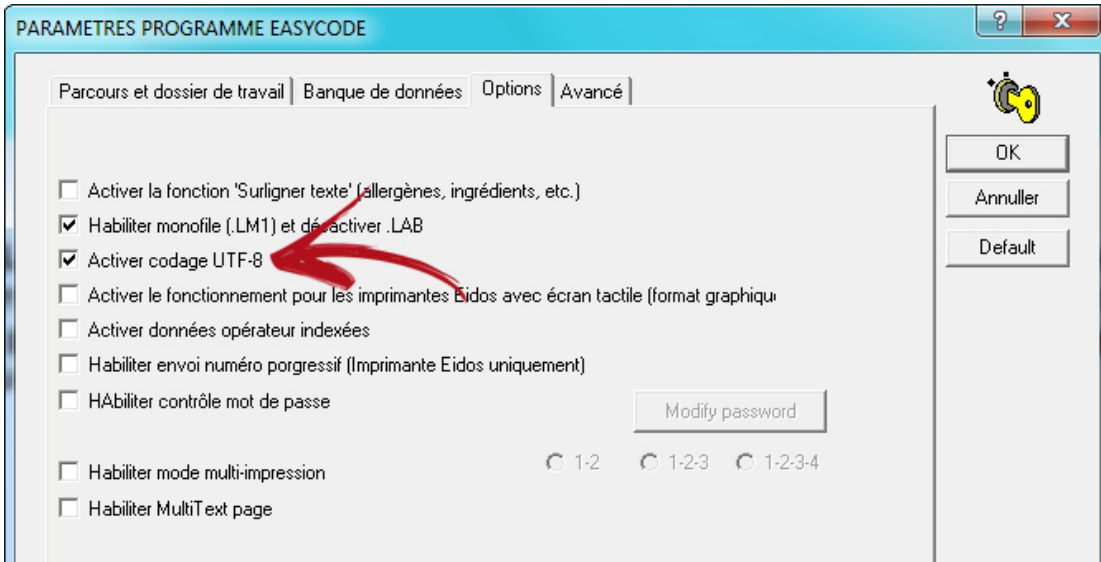 PARAMETRES PROGRAMME EASYCODE
Parcours et dossier de travail
Banque de données
Options
Avancé
OK
Annuller
Default
Activer la fonction 'Surligner texte' (allergènes, ingrédients, etc.)
Habiliter monofile (.LM1) et désactiver .LAB
Activer codage UTF-8
Activer le fonctionnement pour les imprimantes Eidos avec écran tactile (format graphiqu
Activer données opérateur indexées
Habiliter envoi numéro porgressif (Imprimante Eidos uniquement)
HAbiliter contrôle mot de passe
Modify password
Habiliter mode multi-impression
1-2
1-2-3
1-2-3-4
Habiliter MultiText page